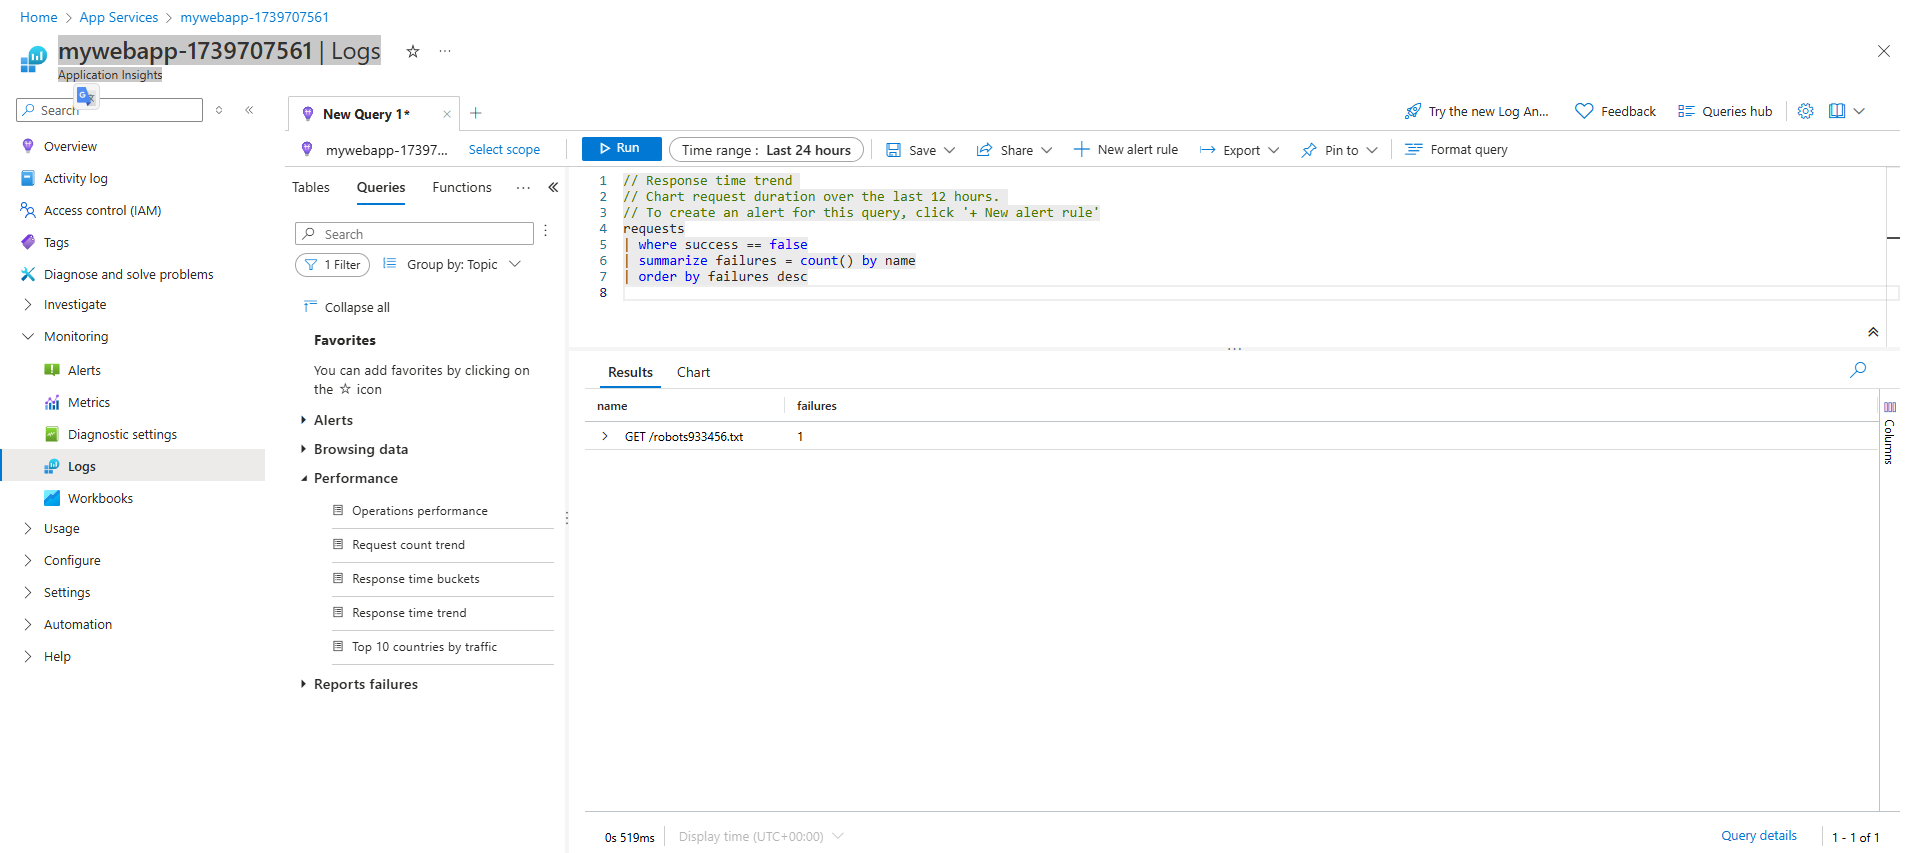 Home > App Services > mywebapp-1739707561
mywebapp-1739707561 | Logs
Application Insights
Search
Overview
Activity log
Access control (IAM)
Tags
Diagnose and solve problems
Investigate
Monitoring
Alerts
Metrics
Diagnostic settings
Logs
Workbooks
Usage
Configure
Settings
Automation
Help
New Query 1*
Try the new Log An...
Feedback
Queries hub
mywebapp-17397...
Select scope
Run
Time range : Last 24 hours
Save
Share
New alert rule
Export
Pin to
Format query
Tables
Queries
Functions
Search
1 Filter
Group by: Topic
Collapse all
Favorites
You can add favorites by clicking on
the ☆ icon
Alerts
Browsing data
Performance
Operations performance
Request count trend
Response time buckets
Response time trend
Top 10 countries by traffic
Reports failures
1 // Response time trend
2 // Chart request duration over the last 12 hours.
3 // To create an alert for this query, click '+ New alert rule'
4 requests
5 | where success == false
6 | summarize failures = count() by name
7 | order by failures desc
8
Results
Chart
name failures
GET /robots933456.txt 1
Columns
0s 519ms
Display time (UTC+00:00)
Query details
1 - 1 of 1